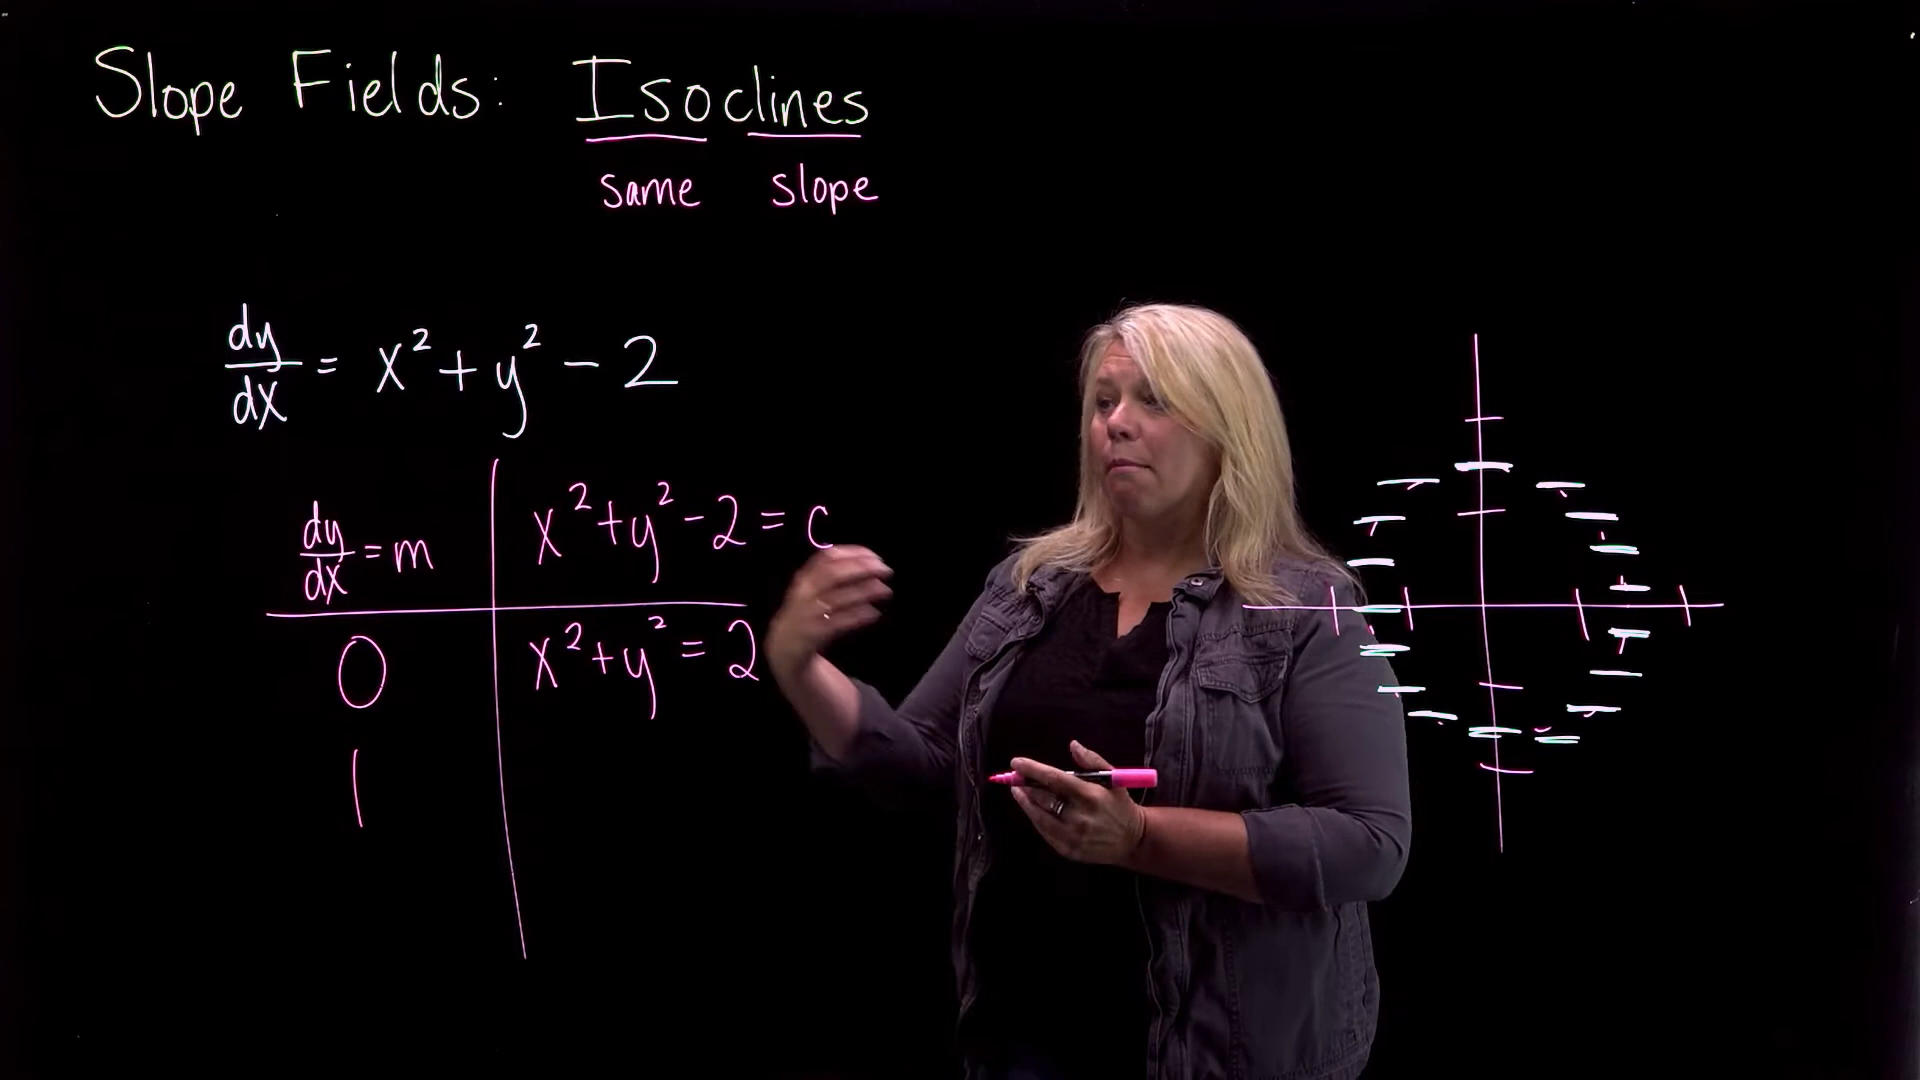 Slope Fields: Isoclines
same slope
dy/dx = x² + y² - 2
dy/dx = m
x² + y² - 2 = c
0
x² + y² = 2
1